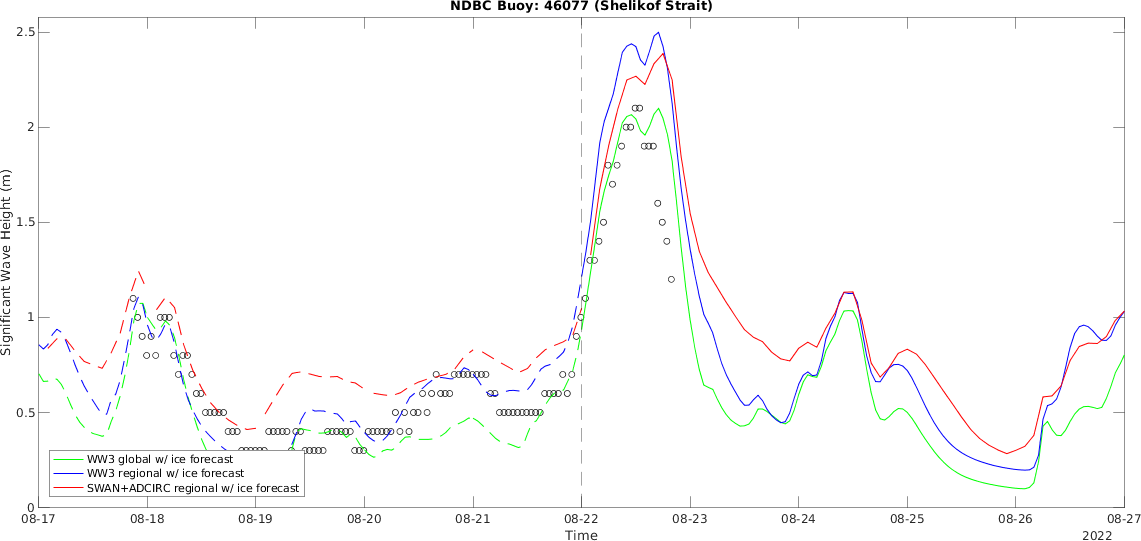 NDBC Buoy: 46077 (Shelikof Strait)
Significant Wave Height (m)
2.5
2
1.5
1
0.5
0
WW3 global w/ ice forecast
WW3 regional w/ ice forecast
SWAN+ADCIRC regional w/ ice forecast
08-17 08-18 08-19 08-20 08-21 08-22 08-23 08-24 08-25 08-26 08-27
Time
2022